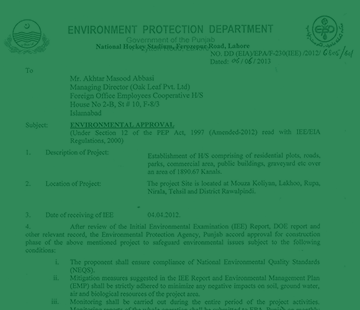 ENVIRONMENT PROTECTION DEPARTMENT
Government of the Punjab
National Hockey Stadium, Ferozepur Road, Lahore
NO. DD (EIA)/EPA/F-230(IEE) /2012/
Dated: /2013
To
Mr. Akhtar Masood Abbasi
Managing Director (Oak Leaf Pvt. Ltd)
Foreign Office Employees Cooperative H/S
House No 2-B, St # 10, F-6/3
Islamabad
Subject: ENVIRONMENTAL APPROVAL
(Under Section 12 of the PEP Act, 1997 (Amended-2012) read with IEE/EIA
Regulations, 2000)
1. Description of Project: Establishment of H/S comprising of residential plots, roads,
parks, commercial area, public buildings, graveyard etc over
an area of 1899.67 Kanals.
2. Location of Project: The project Site is located at Mouza Koliyan, Lakhoo, Rupa,
Tehsil and District Rawalpindi.
3. Date of receiving of IEE 04.04.2012.
4. After review of the Initial Environmental Examination (IEE) Report, DOE report and
other relevant record, the Environmental Protection Agency, Punjab accord approval for construction
phase of the above mentioned project to safeguard environmental issues subject to the following
conditions:
i. The proponent shall ensure compliance of National Environmental Quality Standards
(NEQS).
ii. Mitigation measures suggested in the IEE Report and Environmental Management Plan
(EMP) shall be strictly adhered to minimize any negative impacts on soil, ground water,
air and biological resources of the project area.
iii. Monitoring shall be carried out during the entire period of the project activities.